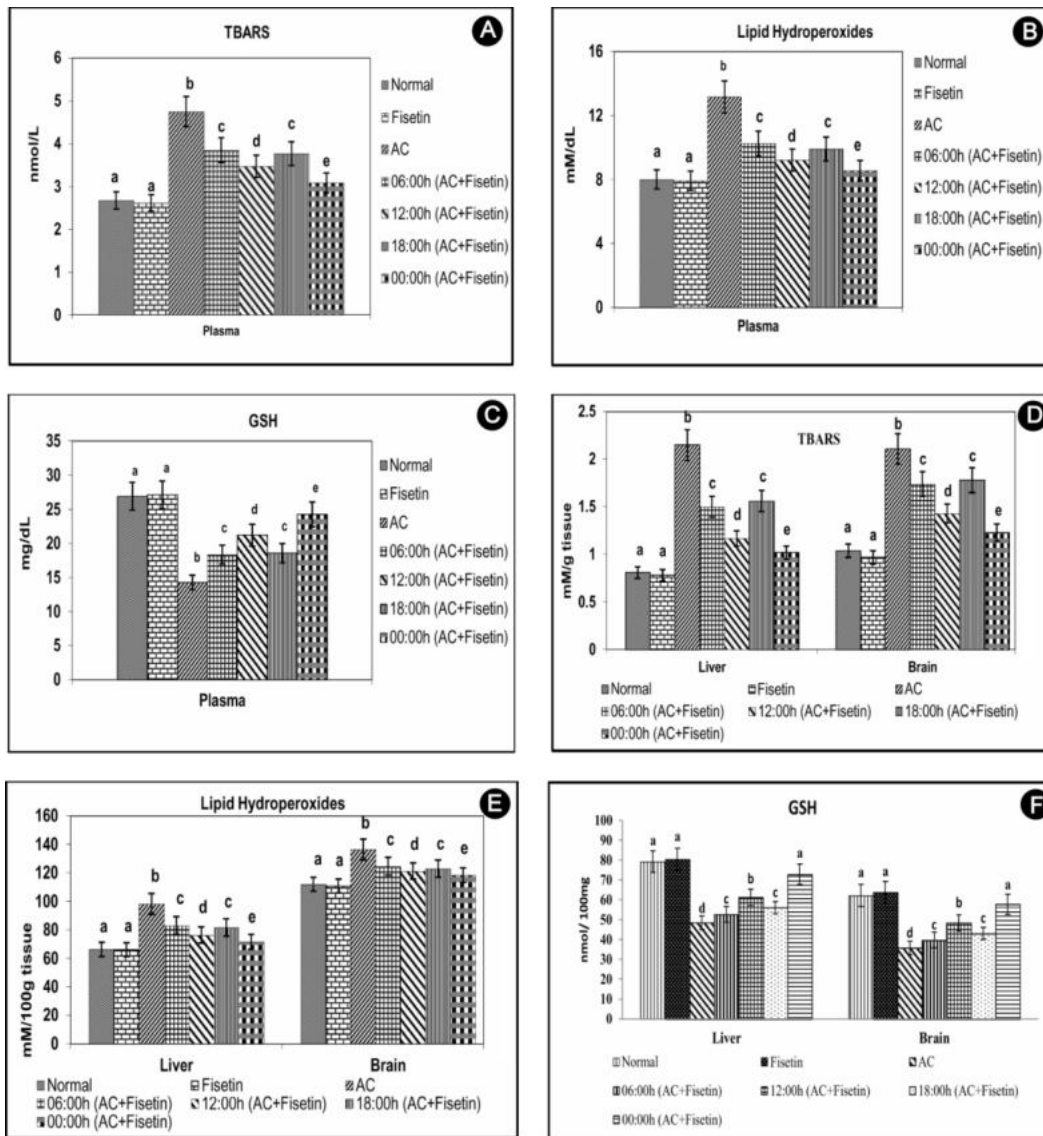 TBARS
A
6
5
4
3
2
1
0
nmol/L
a
a
b
c
d
c
e
Plasma
Normal
Fisetin
AC
06:00h (AC+Fisetin)
12:00h (AC+Fisetin)
18:00h (AC+Fisetin)
00:00h (AC+Fisetin)
Lipid Hydroperoxides
B
16
12
8
4
0
mM/dL
a
a
b
c
d
c
e
Plasma
Normal
Fisetin
AC
06:00h (AC+Fisetin)
12:00h (AC+Fisetin)
18:00h (AC+Fisetin)
00:00h (AC+Fisetin)
GSH
C
35
30
25
20
15
10
5
0
mg/dL
a
a
b
c
d
c
e
Plasma
Normal
Fisetin
AC
06:00h (AC+Fisetin)
12:00h (AC+Fisetin)
18:00h (AC+Fisetin)
00:00h (AC+Fisetin)
TBARS
D
2.5
2
1.5
1
0.5
0
mM/g tissue
a a b c d c e
a a b c d c e
Liver Brain
Normal Fisetin AC
06:00h (AC+Fisetin) 12:00h (AC+Fisetin) 18:00h (AC+Fisetin)
00:00h (AC+Fisetin)
Lipid Hydroperoxides
E
160
140
120
100
80
60
40
20
0
mM/100g tissue
a a b c d c e
a a b c d c e
Liver Brain
Normal Fisetin AC
06:00h (AC+Fisetin) 12:00h (AC+Fisetin) 18:00h (AC+Fisetin)
00:00h (AC+Fisetin)
GSH
F
100
90
80
70
60
50
40
30
20
10
0
nmol/ 100mg
a a d c b c a
a a d c b c a
Liver Brain
Normal Fisetin AC
06:00h (AC+Fisetin) 12:00h (AC+Fisetin) 18:00h (AC+Fisetin)
00:00h (AC+Fisetin)